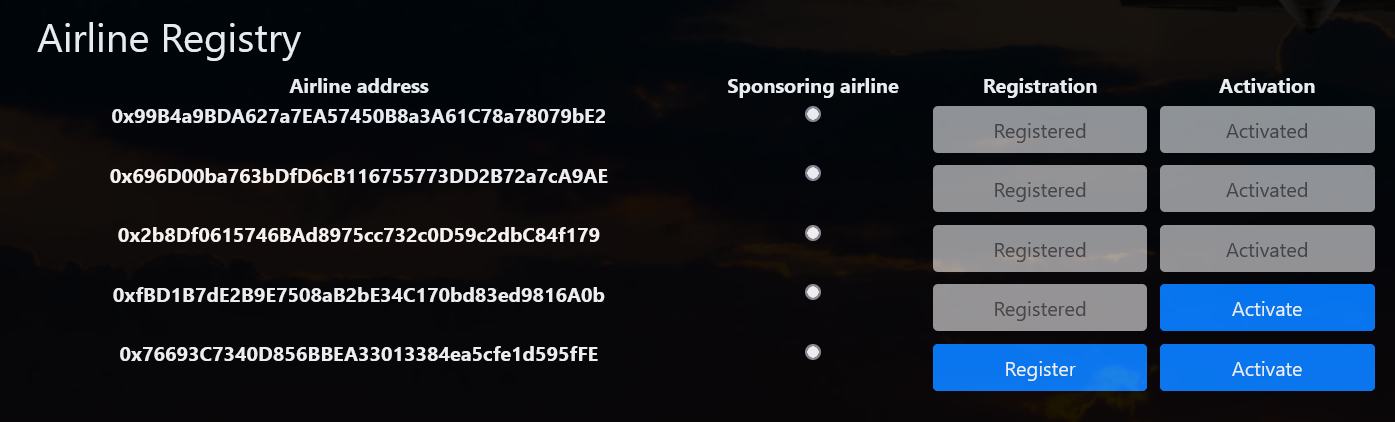 Airline Registry
Airline address Sponsoring airline Registration Activation
0x99B4a9BDA627a7EA57450B8a3A61C78a78079bE2 Registered Activated
0x696D00ba763bDfD6cB116755773DD2B72a7cA9AE Registered Activated
0x2b8Df0615746BAd8975cc732c0D59c2dbC84f179 Registered Activated
0xfBD1B7dE2B9E7508aB2bE34C170bd83ed9816A0b Registered Activate
0x76693C7340D856BBEA33013384ea5cfe1d595fFE Register Activate